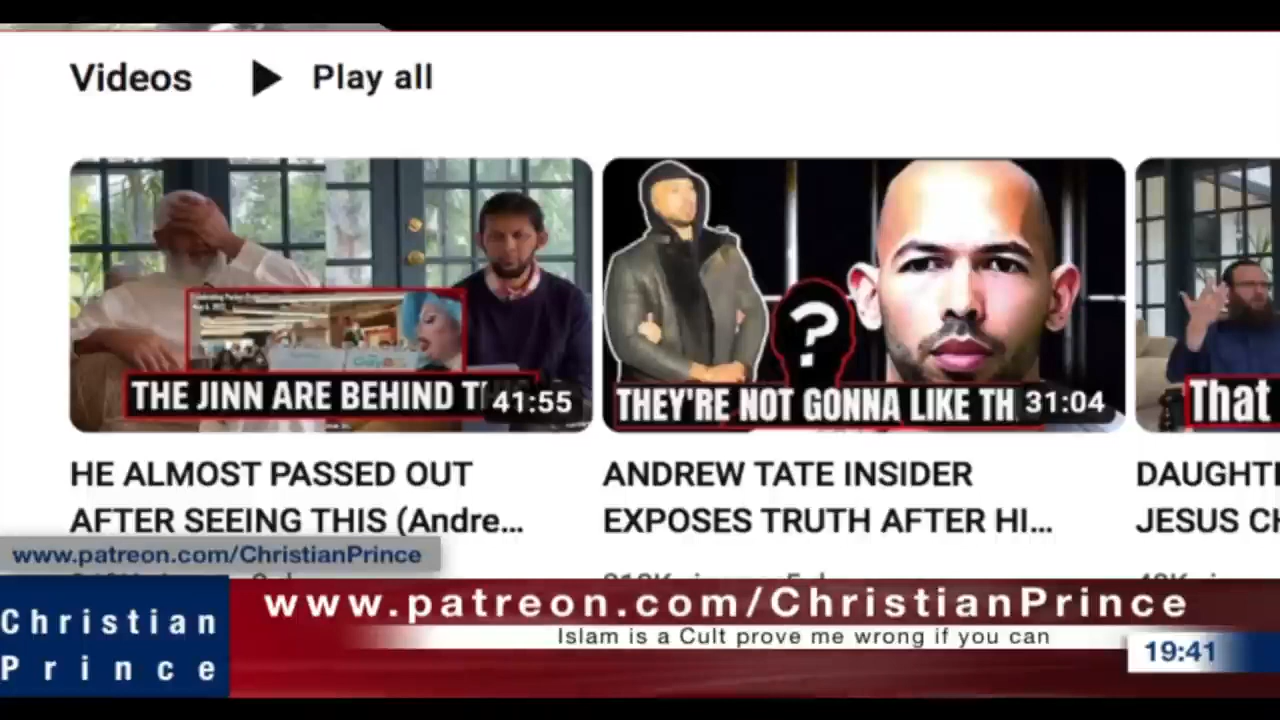 Videos ▶ Play all
THE JINN ARE BEHIND
41:55
?
THEY'RE NOT GONNA LIKE TH
31:04
That
HE ALMOST PASSED OUT
AFTER SEEING THIS (Andre...
ANDREW TATE INSIDER
EXPOSES TRUTH AFTER HI...
DAUGHT
JESUS CH
www.patreon.com/ChristianPrince
Christian
Prince
www.patreon.com/ChristianPrince
Islam is a Cult prove me wrong if you can
19:41